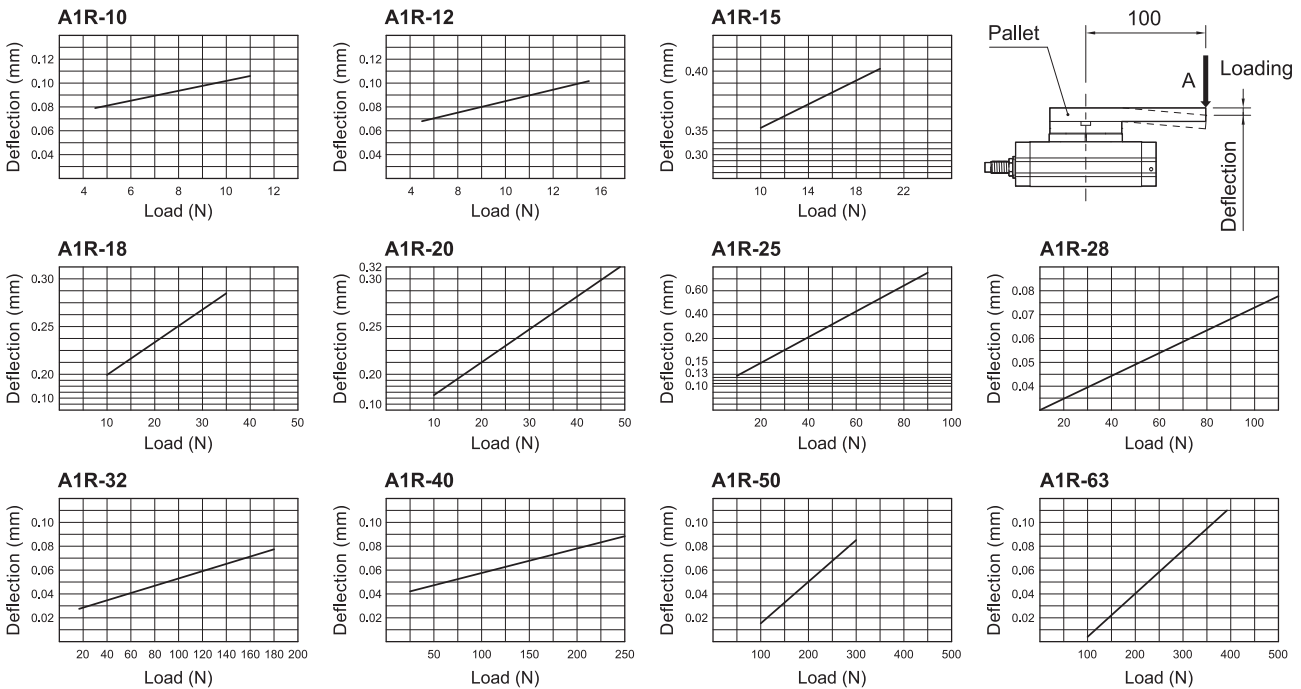 A1R-10
Deflection (mm)
0.12
0.10
0.08
0.06
0.04
4 6 8 10 11 12
Load (N)
A1R-12
Deflection (mm)
0.12
0.10
0.08
0.06
0.04
4 8 10 12 16
Load (N)
A1R-15
Deflection (mm)
0.40
0.35
0.30
10 14 18 22
Load (N)
Pallet
100
A
Loading
Deflection
A1R-18
Deflection (mm)
0.30
0.25
0.20
0.10
10 20 30 40 50
Load (N)
A1R-20
Deflection (mm)
0.32
0.30
0.25
0.20
0.10
10 20 30 40 50
Load (N)
A1R-25
Deflection (mm)
0.60
0.40
0.20
0.15
0.13
0.10
20 40 60 80 100
Load (N)
A1R-28
Deflection (mm)
0.08
0.07
0.06
0.05
0.04
20 40 60 80 100
Load (N)
A1R-32
Deflection (mm)
0.10
0.08
0.06
0.04
0.02
20 40 60 80 100 120 140 160 180 200
Load (N)
A1R-40
Deflection (mm)
0.10
0.08
0.06
0.04
0.02
50 100 150 200 250
Load (N)
A1R-50
Deflection (mm)
0.10
0.08
0.06
0.04
0.02
100 200 300 400 500
Load (N)
A1R-63
Deflection (mm)
0.10
0.08
0.06
0.04
0.02
100 200 300 400 500
Load (N)